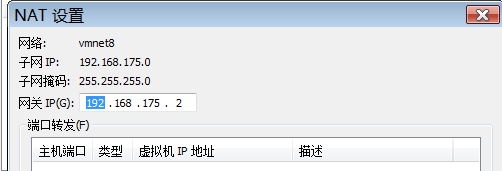 NAT 设置
网络: vmnet8
子网 IP: 192.168.175.0
子网掩码: 255.255.255.0
网关 IP(G): 192 . 168 . 175 . 2
端口转发(F)
主机端口 类型 虚拟机 IP 地址 描述